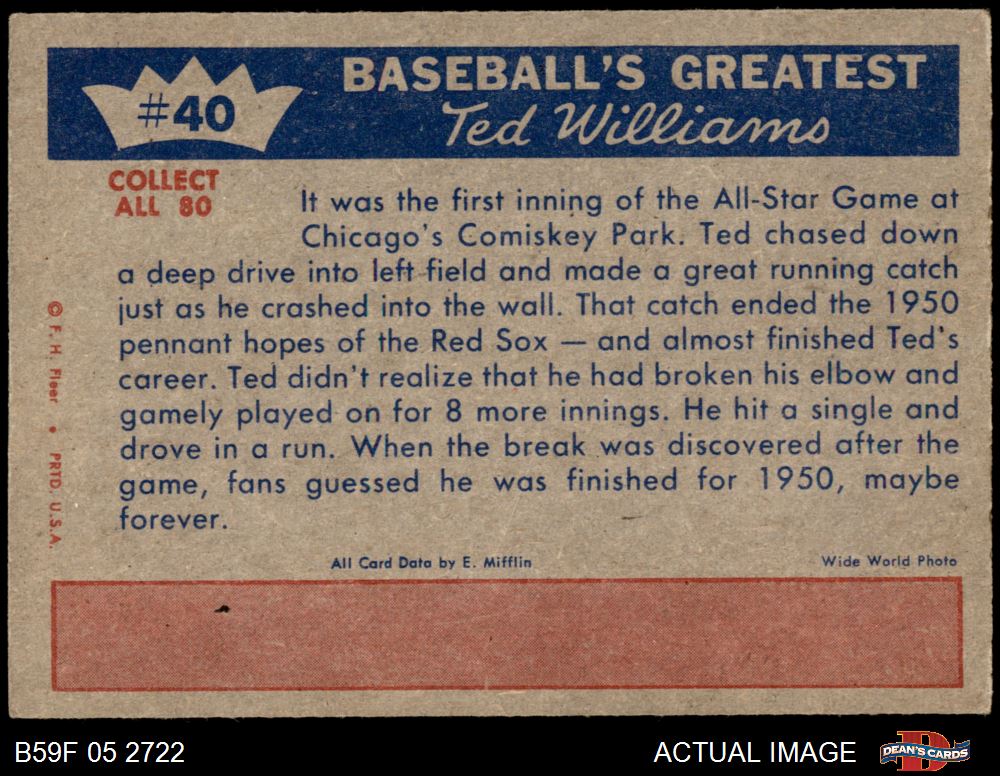 BASEBALL'S GREATEST
#40
Ted Williams
COLLECT
ALL 80
It was the first inning of the All-Star Game at
Chicago's Comiskey Park. Ted chased down
a deep drive into left field and made a great running catch
just as he crashed into the wall. That catch ended the 1950
pennant hopes of the Red Sox — and almost finished Ted's
career. Ted didn't realize that he had broken his elbow and
gamely played on for 8 more innings. He hit a single and
drove in a run. When the break was discovered after the
game, fans guessed he was finished for 1950, maybe
forever.
© F. H. Fleer • PRTD. U.S.A.
All Card Data by E. Mifflin
Wide World Photo
B59F 05 2722
ACTUAL IMAGE
DEAN'S CARDS